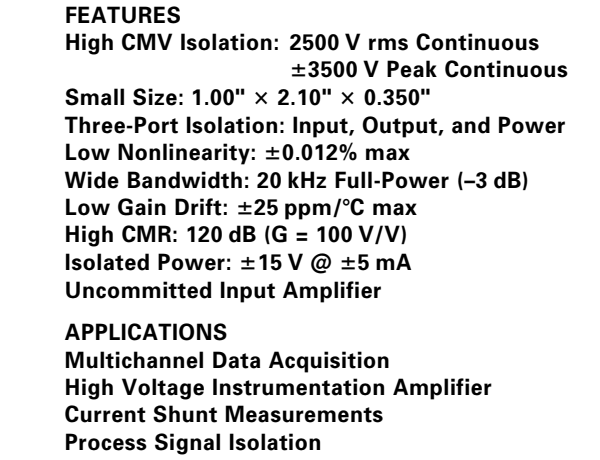 FEATURES
High CMV Isolation: 2500 V rms Continuous
±3500 V Peak Continuous
Small Size: 1.00" × 2.10" × 0.350"
Three-Port Isolation: Input, Output, and Power
Low Nonlinearity: ±0.012% max
Wide Bandwidth: 20 kHz Full-Power (–3 dB)
Low Gain Drift: ±25 ppm/°C max
High CMR: 120 dB (G = 100 V/V)
Isolated Power: ±15 V @ ±5 mA
Uncommitted Input Amplifier
APPLICATIONS
Multichannel Data Acquisition
High Voltage Instrumentation Amplifier
Current Shunt Measurements
Process Signal Isolation